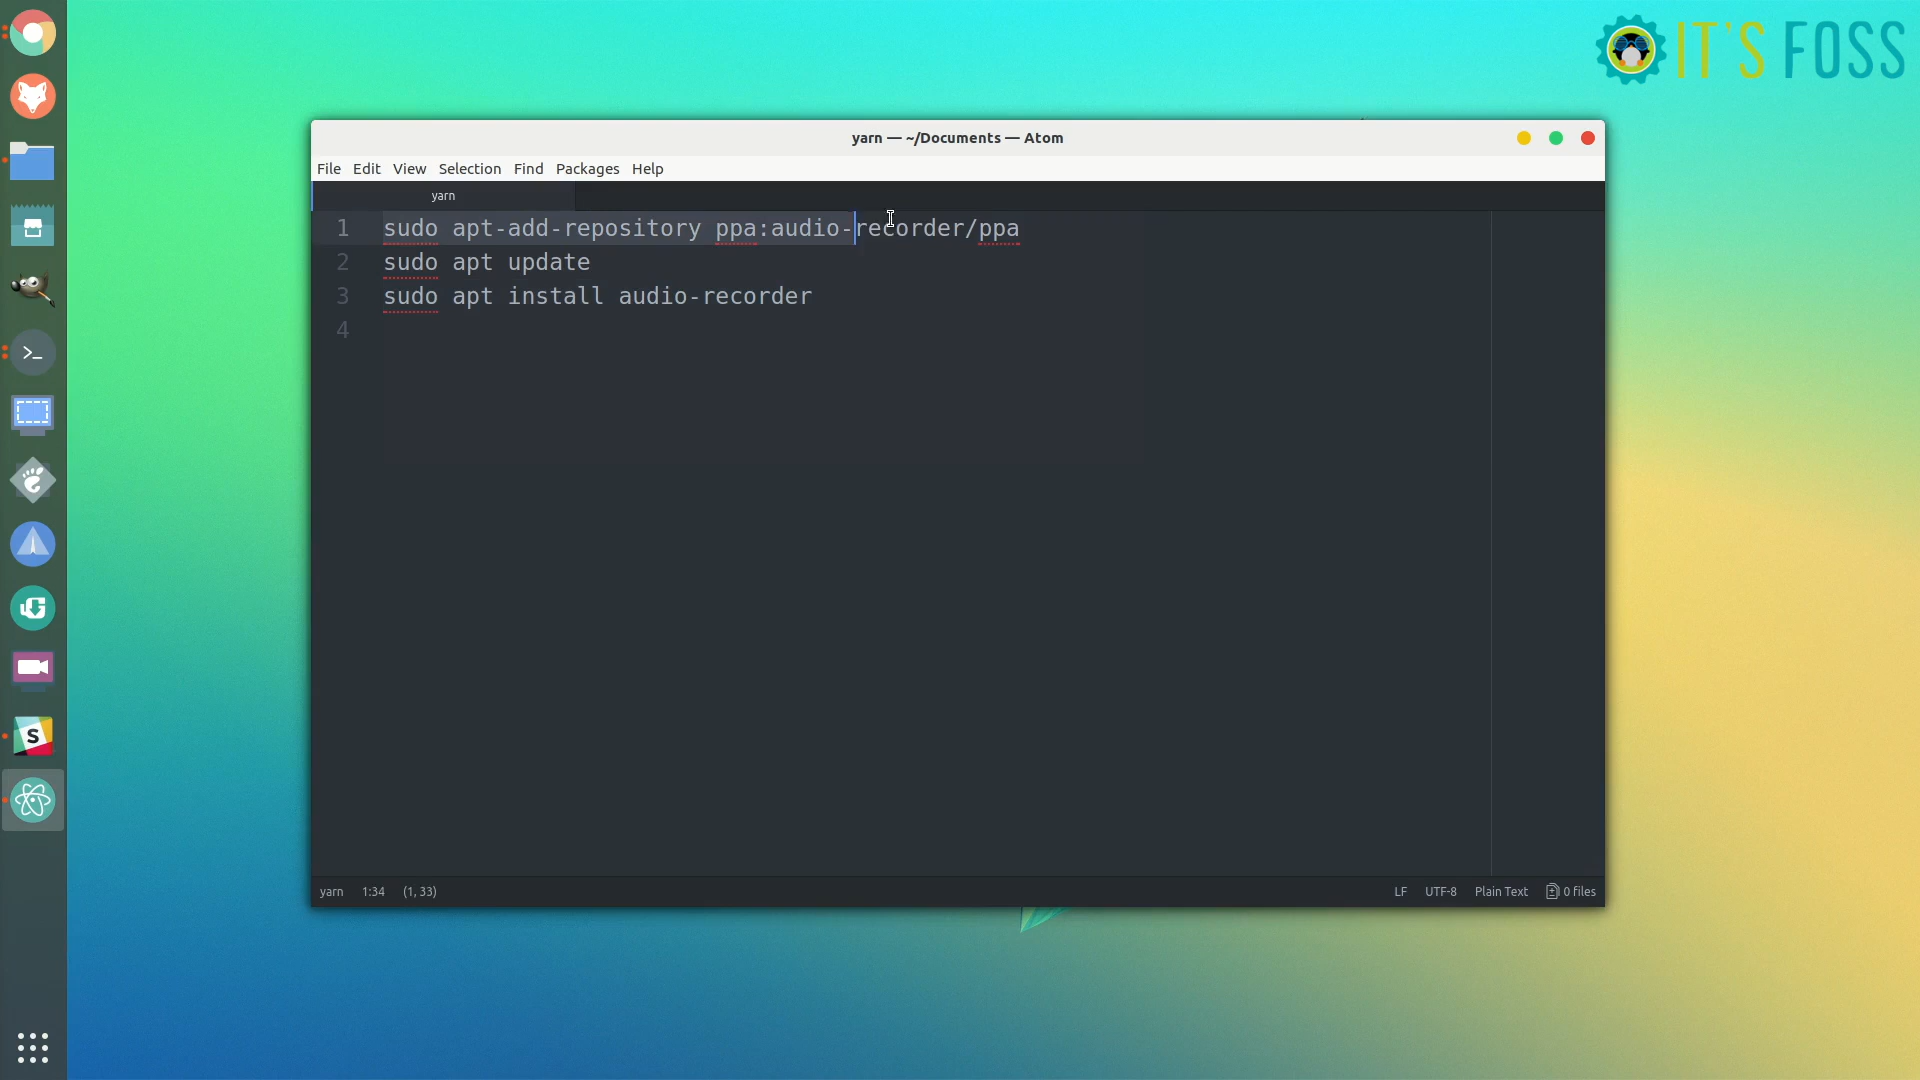 IT'S FOSS
yarn — ~/Documents — Atom
File Edit View Selection Find Packages Help
yarn
1 sudo apt-add-repository ppa:audio-recorder/ppa
2 sudo apt update
3 sudo apt install audio-recorder
4
>_
S
yarn 1:34 (1, 33) LF UTF-8 Plain Text 0 files